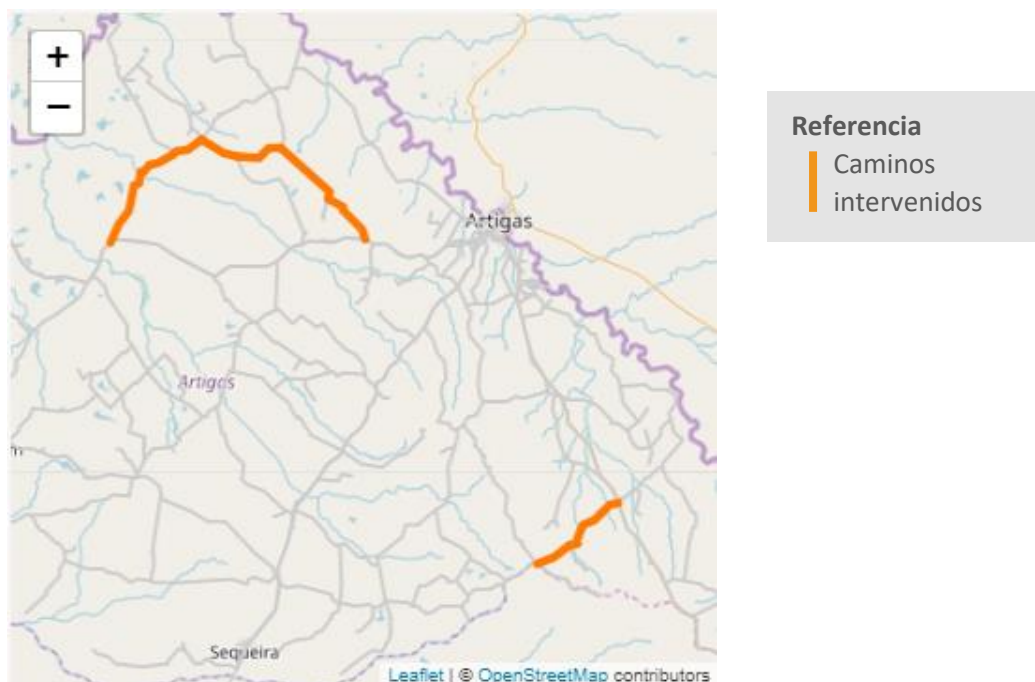 +
−
Artigas
Artigas
m
Sequeira
Leaflet | © OpenStreetMap contributors
Referencia
Caminos
intervenidos